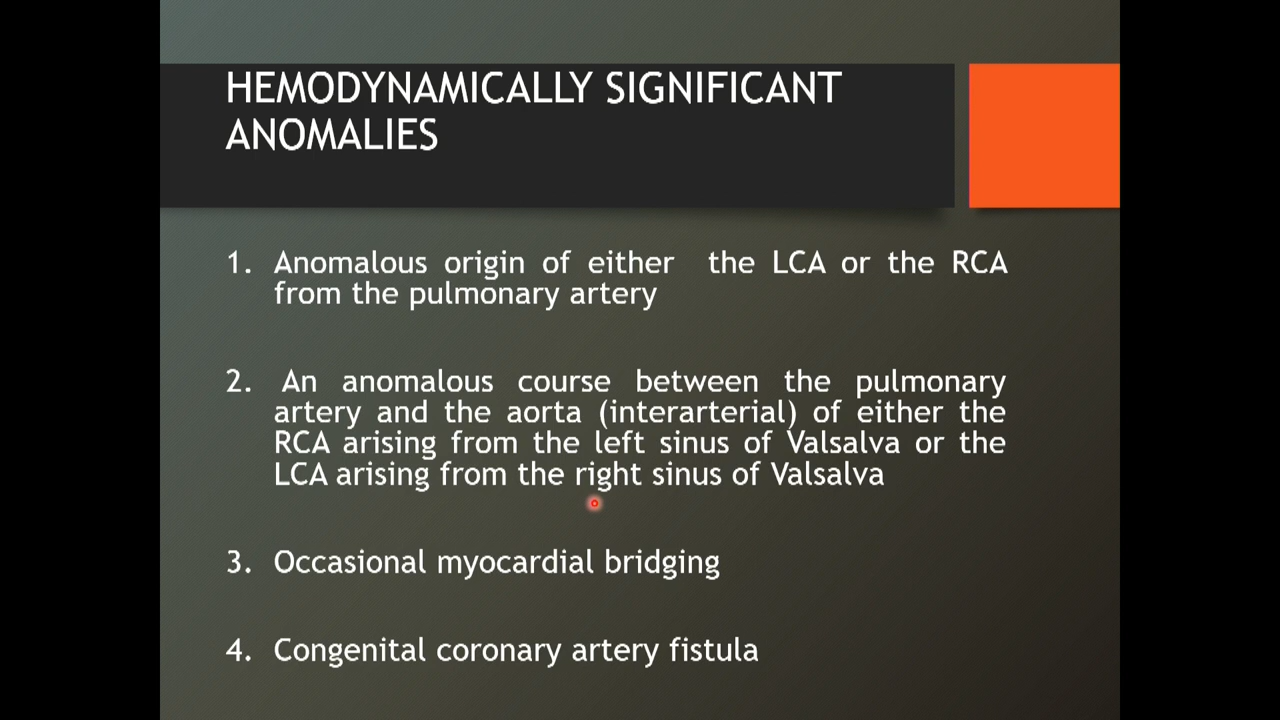 HEMODYNAMICALLY SIGNIFICANT
ANOMALIES
1. Anomalous origin of either the LCA or the RCA
from the pulmonary artery
2. An anomalous course between the pulmonary
artery and the aorta (interarterial) of either the
RCA arising from the left sinus of Valsalva or the
LCA arising from the right sinus of Valsalva
3. Occasional myocardial bridging
4. Congenital coronary artery fistula